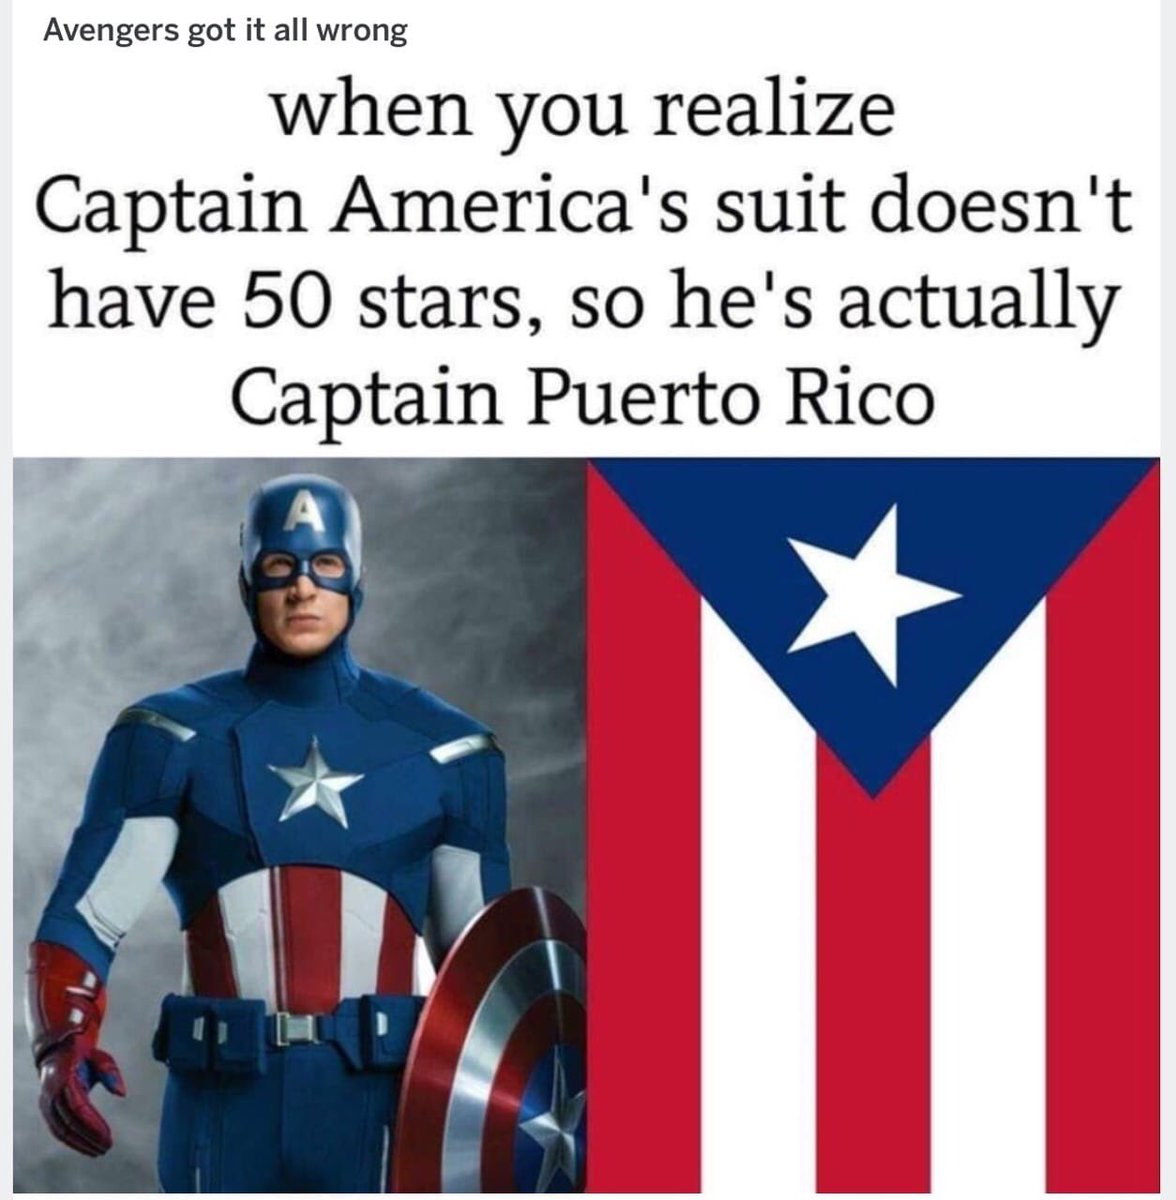 Avengers got it all wrong
when you realize
Captain America's suit doesn't
have 50 stars, so he's actually
Captain Puerto Rico
A